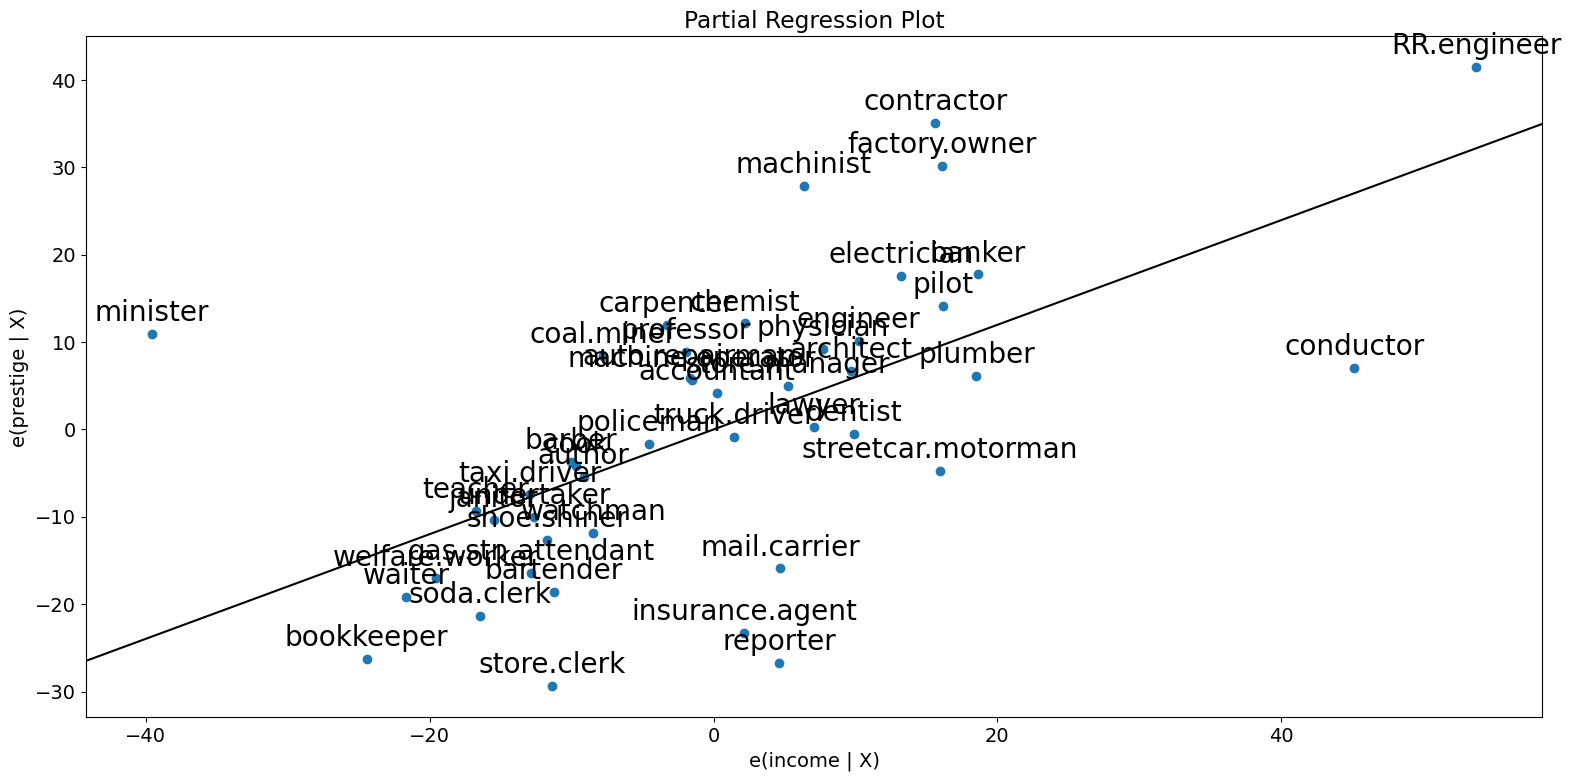 Partial Regression Plot
RR.engineer
contractor
factory.owner
machinist
electrician
banker
pilot
minister
carpenter
chemist
engineer
coal.miner
professor
physician
architect
conductor
plumber
machine.operator
auto.repairman
store.manager
accountant
lawyer
dentist
truck.driver
policeman
streetcar.motorman
barber
cook
author
taxi.driver
teacher
undertaker
janitor
watchman
shoe.shiner
mail.carrier
gas.stn.attendant
welfare.worker
waiter
bartender
soda.clerk
insurance.agent
bookkeeper
reporter
store.clerk
40
30
20
10
0
−10
−20
−30
e(prestige | X)
−40
−20
0
20
40
e(income | X)